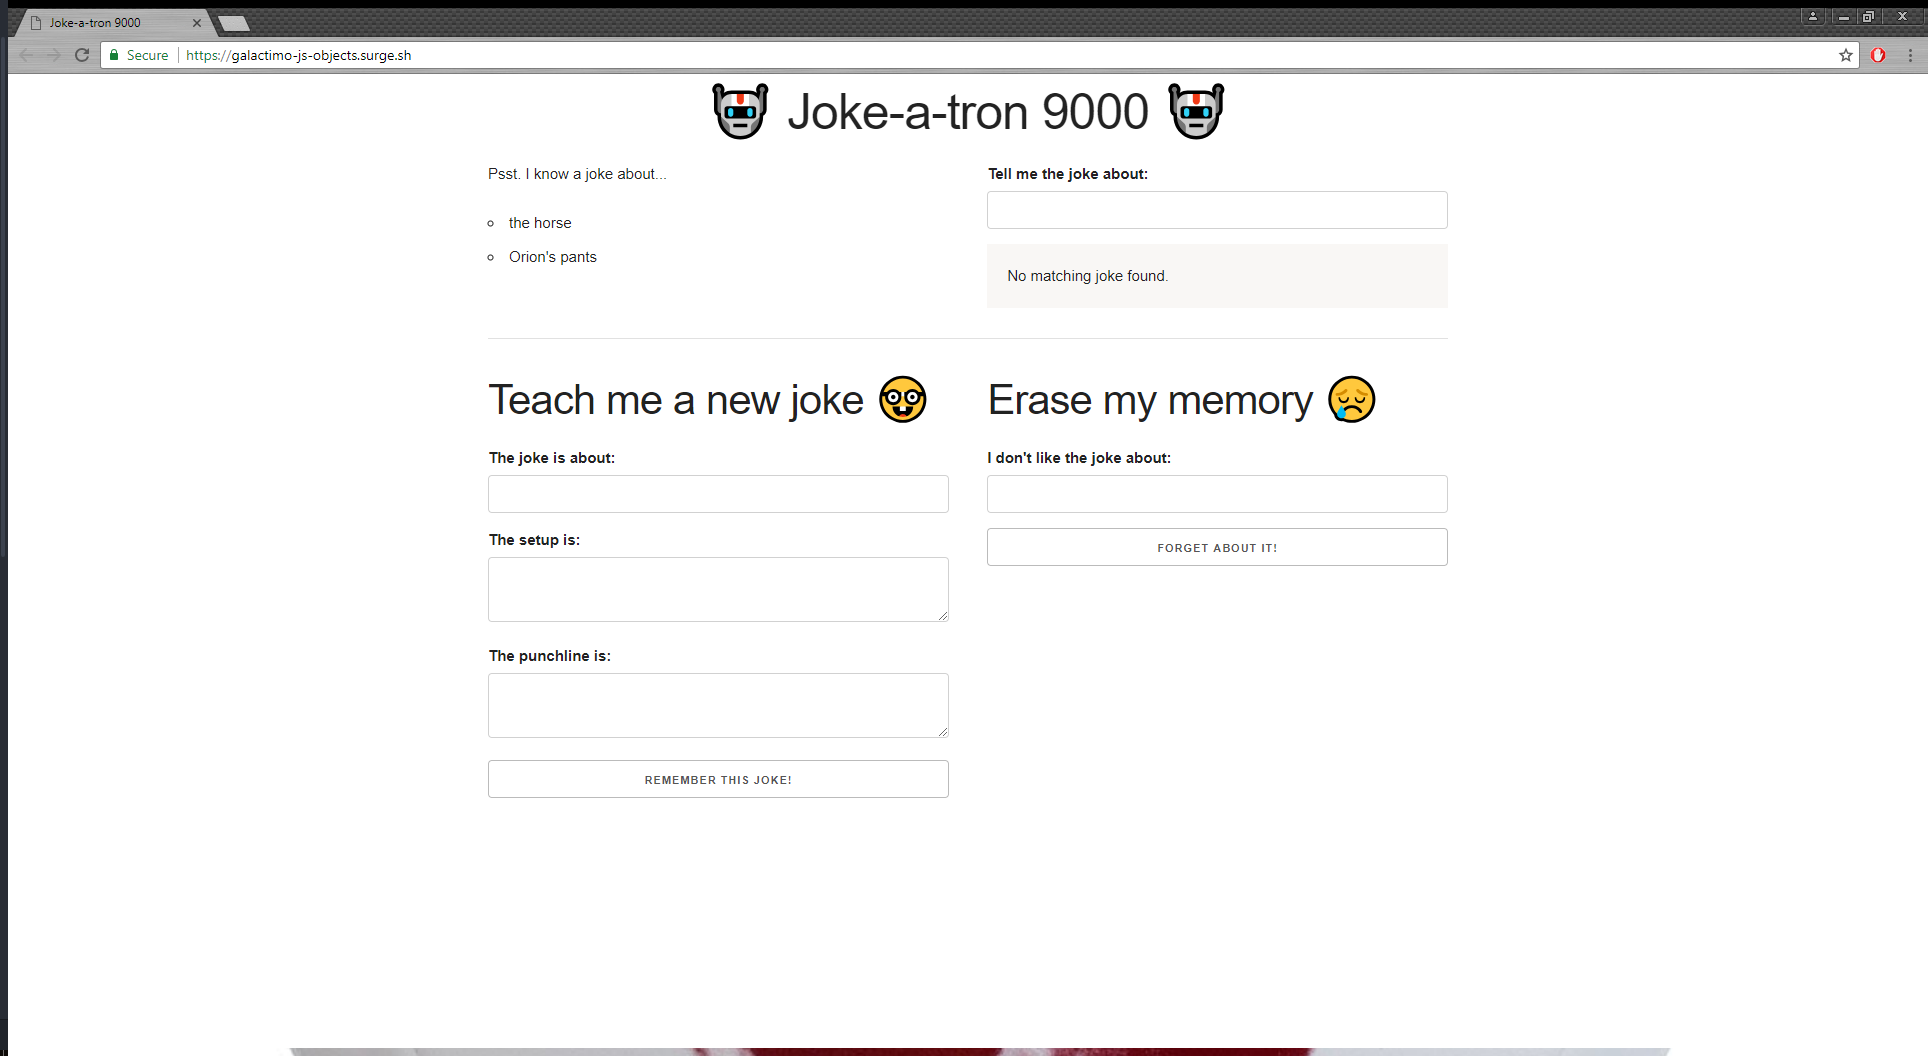 Joke-a-tron 9000
Secure
https://galactimo-js-objects.surge.sh
Joke-a-tron 9000
Psst. I know a joke about...
the horse
Orion's pants
Tell me the joke about:
No matching joke found.
Teach me a new joke
The joke is about:
The setup is:
The punchline is:
REMEMBER THIS JOKE!
Erase my memory
I don't like the joke about:
FORGET ABOUT IT!